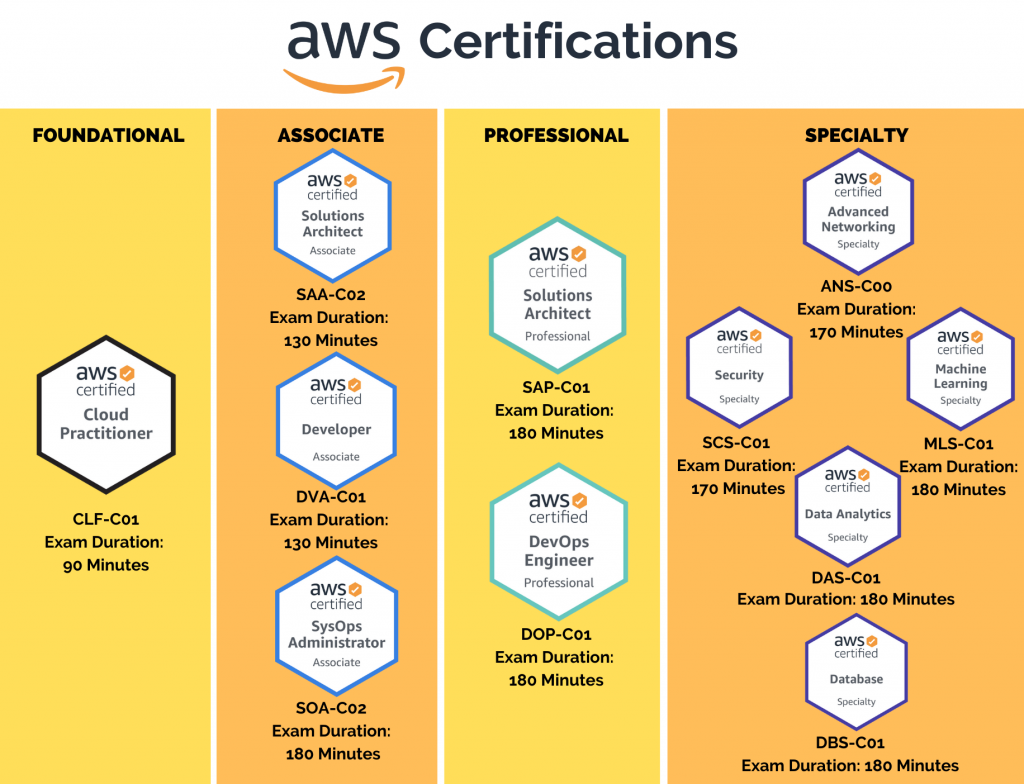 aws Certifications
FOUNDATIONAL
aws
certified
Cloud
Practitioner
CLF-C01
Exam Duration:
90 Minutes
ASSOCIATE
aws
certified
Solutions
Architect
Associate
SAA-C02
Exam Duration:
130 Minutes
aws
certified
Developer
Associate
DVA-C01
Exam Duration:
130 Minutes
aws
certified
SysOps
Administrator
Associate
SOA-C02
Exam Duration:
180 Minutes
PROFESSIONAL
aws
certified
Solutions
Architect
Professional
SAP-C01
Exam Duration:
180 Minutes
aws
certified
DevOps
Engineer
Professional
DOP-C01
Exam Duration:
180 Minutes
SPECIALTY
aws
certified
Advanced
Networking
Specialty
ANS-C00
Exam Duration:
170 Minutes
aws
certified
Security
Specialty
SCS-C01
Exam Duration:
170 Minutes
aws
certified
Machine
Learning
Specialty
MLS-C01
Exam Duration:
180 Minutes
aws
certified
Data Analytics
Specialty
DAS-C01
Exam Duration: 180 Minutes
aws
certified
Database
Specialty
DBS-C01
Exam Duration: 180 Minutes